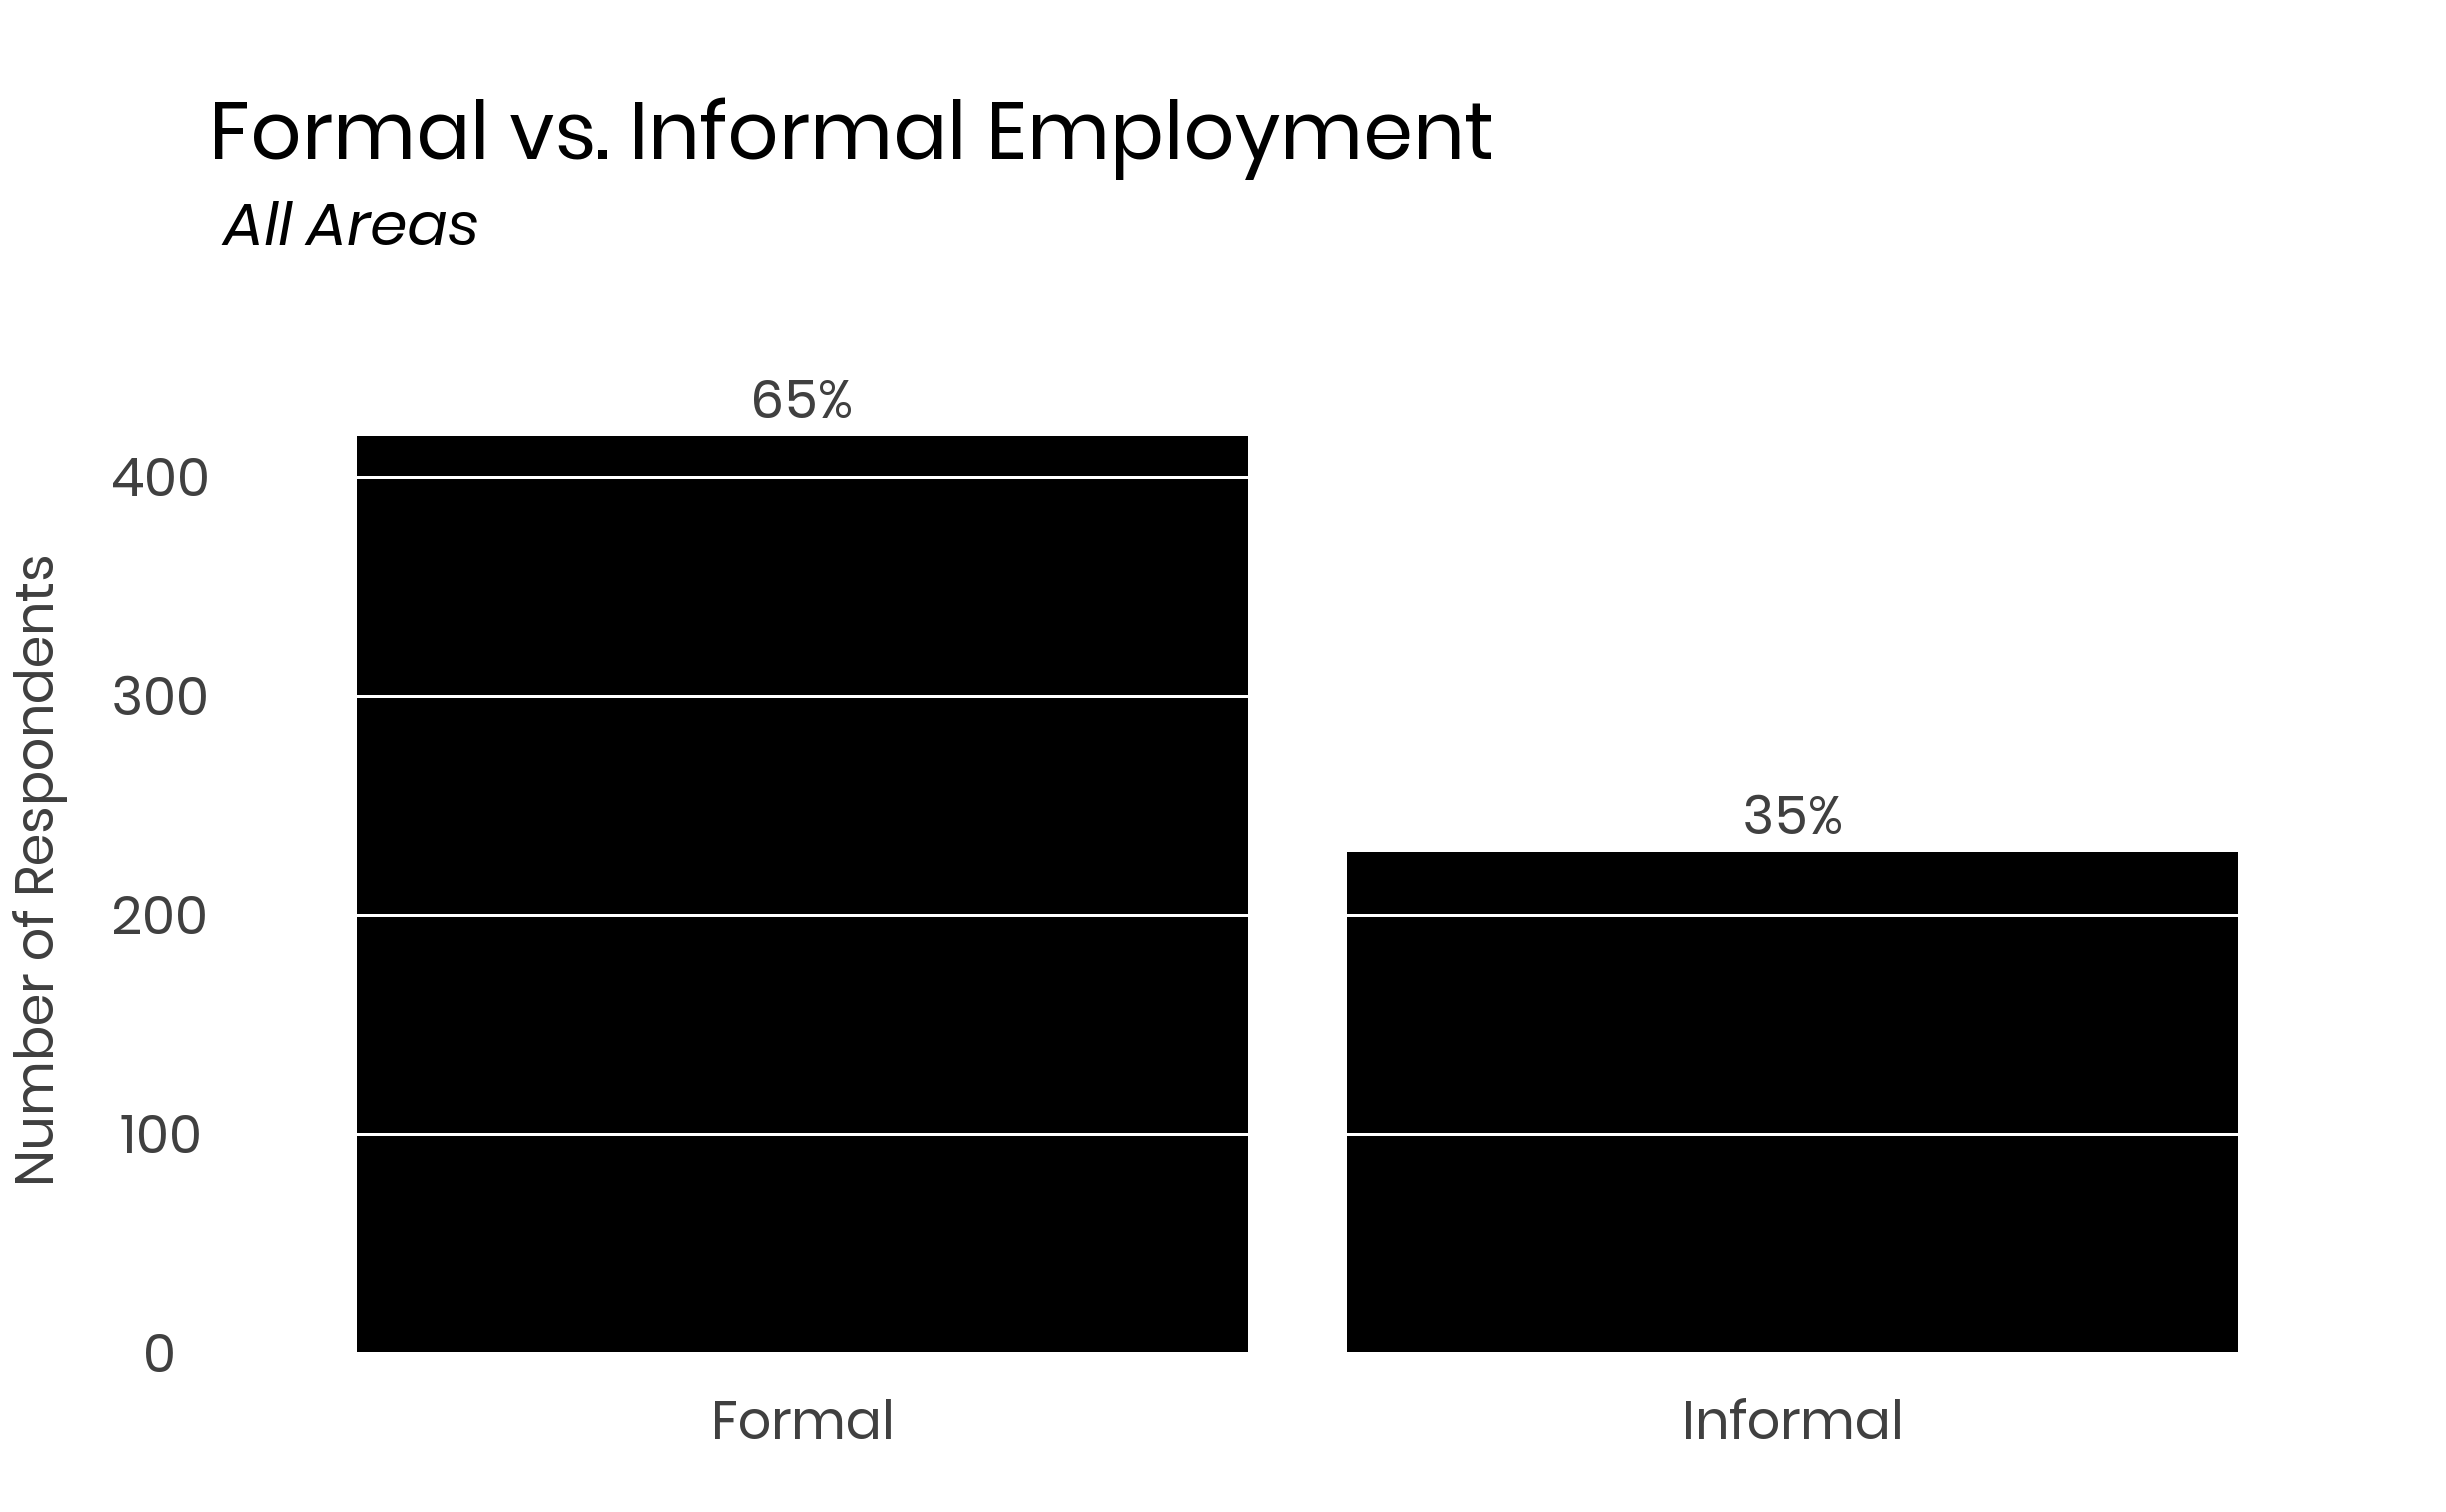 Formal vs. Informal Employment
All Areas
65%
400
300
35%
200
100
0
Number of Respondents
Formal
Informal